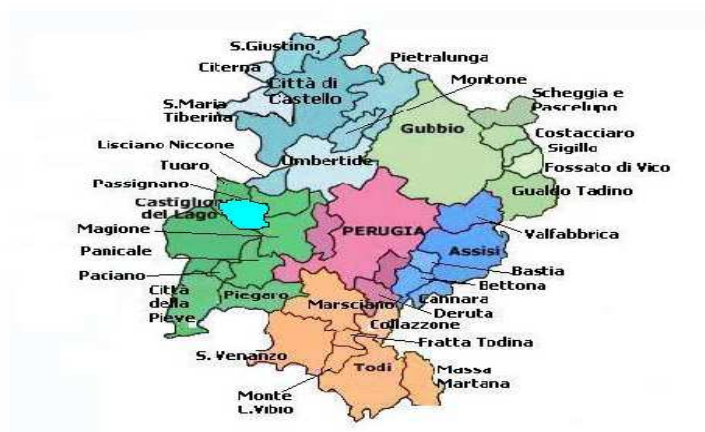 S.Giustino
Pietralunga
Citerna
Città di
Castello
Montone
Scheggia e
Pascelupo
S.Maria
Tiberina
Gubbio
Costacciaro
Lisciano Niccone
Sigillo
Umbertide
Tuoro
Fossato di Vico
Passignano
Gualdo Tadino
Castiglione
del Lago
Magione
PERUGIA
Valfabbrica
Panicale
Assisi
Paciano
Bastia
Bettona
Città
della
Pieve
Piegaro
Marsciano
Cannara
Deruta
Collazzone
Fratta Todina
S. Venanzo
Todi
Massa
Martana
Monte
C.Vibio